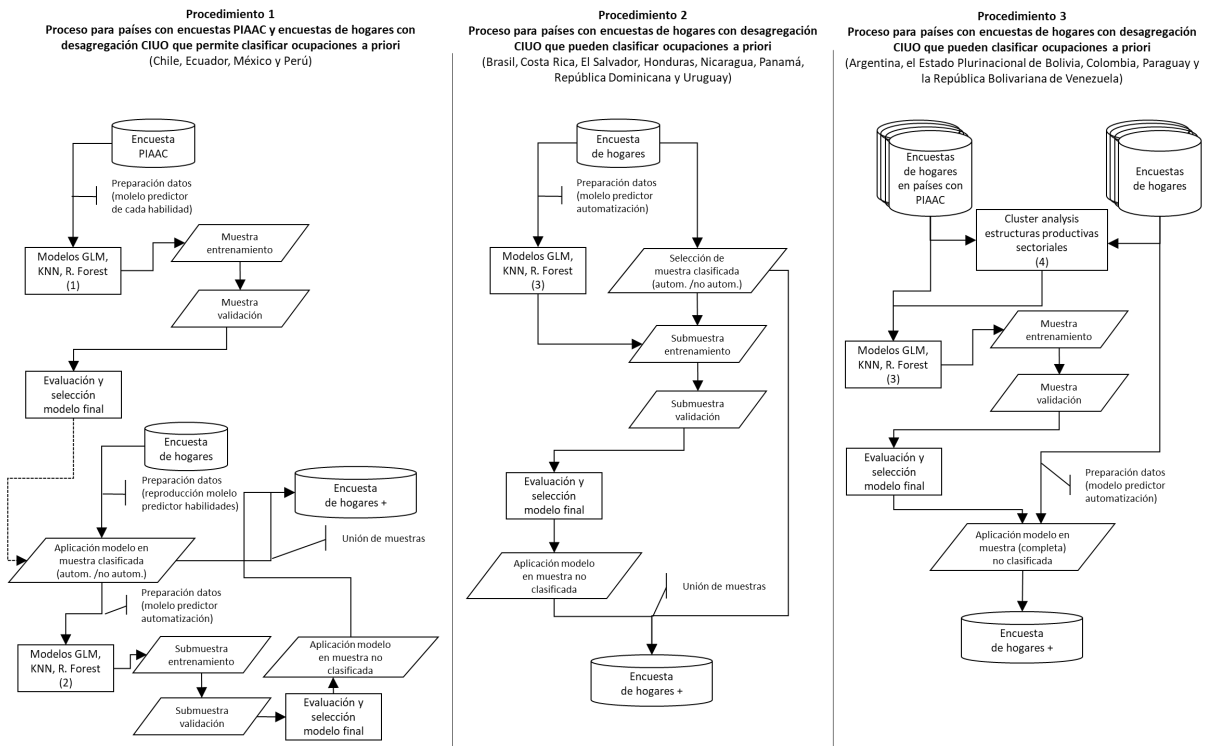 Procedimiento 1
Proceso para países con encuestas PIAAC y encuestas de hogares con
desagregación CIUO que permite clasificar ocupaciones a priori
(Chile, Ecuador, México y Perú)
Encuesta
PIAAC
Preparación datos
(molelo predictor
de cada habilidad)
Modelos GLM,
KNN, R. Forest
(1)
Muestra
entrenamiento
Muestra
validación
Evaluación y
selección
modelo final
Encuesta
de hogares
Preparación datos
(reproducción molelo
predictor habilidades)
Encuesta
de hogares +
Unión de muestras
Aplicación modelo en
muestra clasificada
(autom. /no autom.)
Preparación datos
(molelo predictor
automatización)
Modelos GLM,
KNN, R. Forest
(2)
Submuestra
entrenamiento
Submuestra
validación
Aplicación modelo
en muestra no
clasificada
Evaluación y
selección
modelo final
Procedimiento 2
Proceso para países con encuestas de hogares con desagregación
CIUO que pueden clasificar ocupaciones a priori
(Brasil, Costa Rica, El Salvador, Honduras, Nicaragua, Panamá,
República Dominicana y Uruguay)
Encuesta
de hogares
Preparación datos
(molelo predictor
automatización)
Modelos GLM,
KNN, R. Forest
(3)
Selección de
muestra clasificada
(autom. /no autom.)
Submuestra
entrenamiento
Submuestra
validación
Evaluación y
selección
modelo final
Aplicación modelo
en muestra no
clasificada
Unión de muestras
Encuesta
de hogares +
Procedimiento 3
Proceso para países con encuestas de hogares con desagregación
CIUO que pueden clasificar ocupaciones a priori
(Argentina, el Estado Plurinacional de Bolivia, Colombia, Paraguay y
la República Bolivariana de Venezuela)
Encuestas
de hogares
en países con
PIAAC
Encuestas
de hogares
Cluster analysis
estructuras productivas
sectoriales
(4)
Modelos GLM,
KNN, R. Forest
(3)
Muestra
entrenamiento
Muestra
validación
Evaluación y
selección
modelo final
Preparación datos
(modelo predictor
automatización)
Aplicación modelo en
muestra (completa)
no clasificada
Encuesta
de hogares +